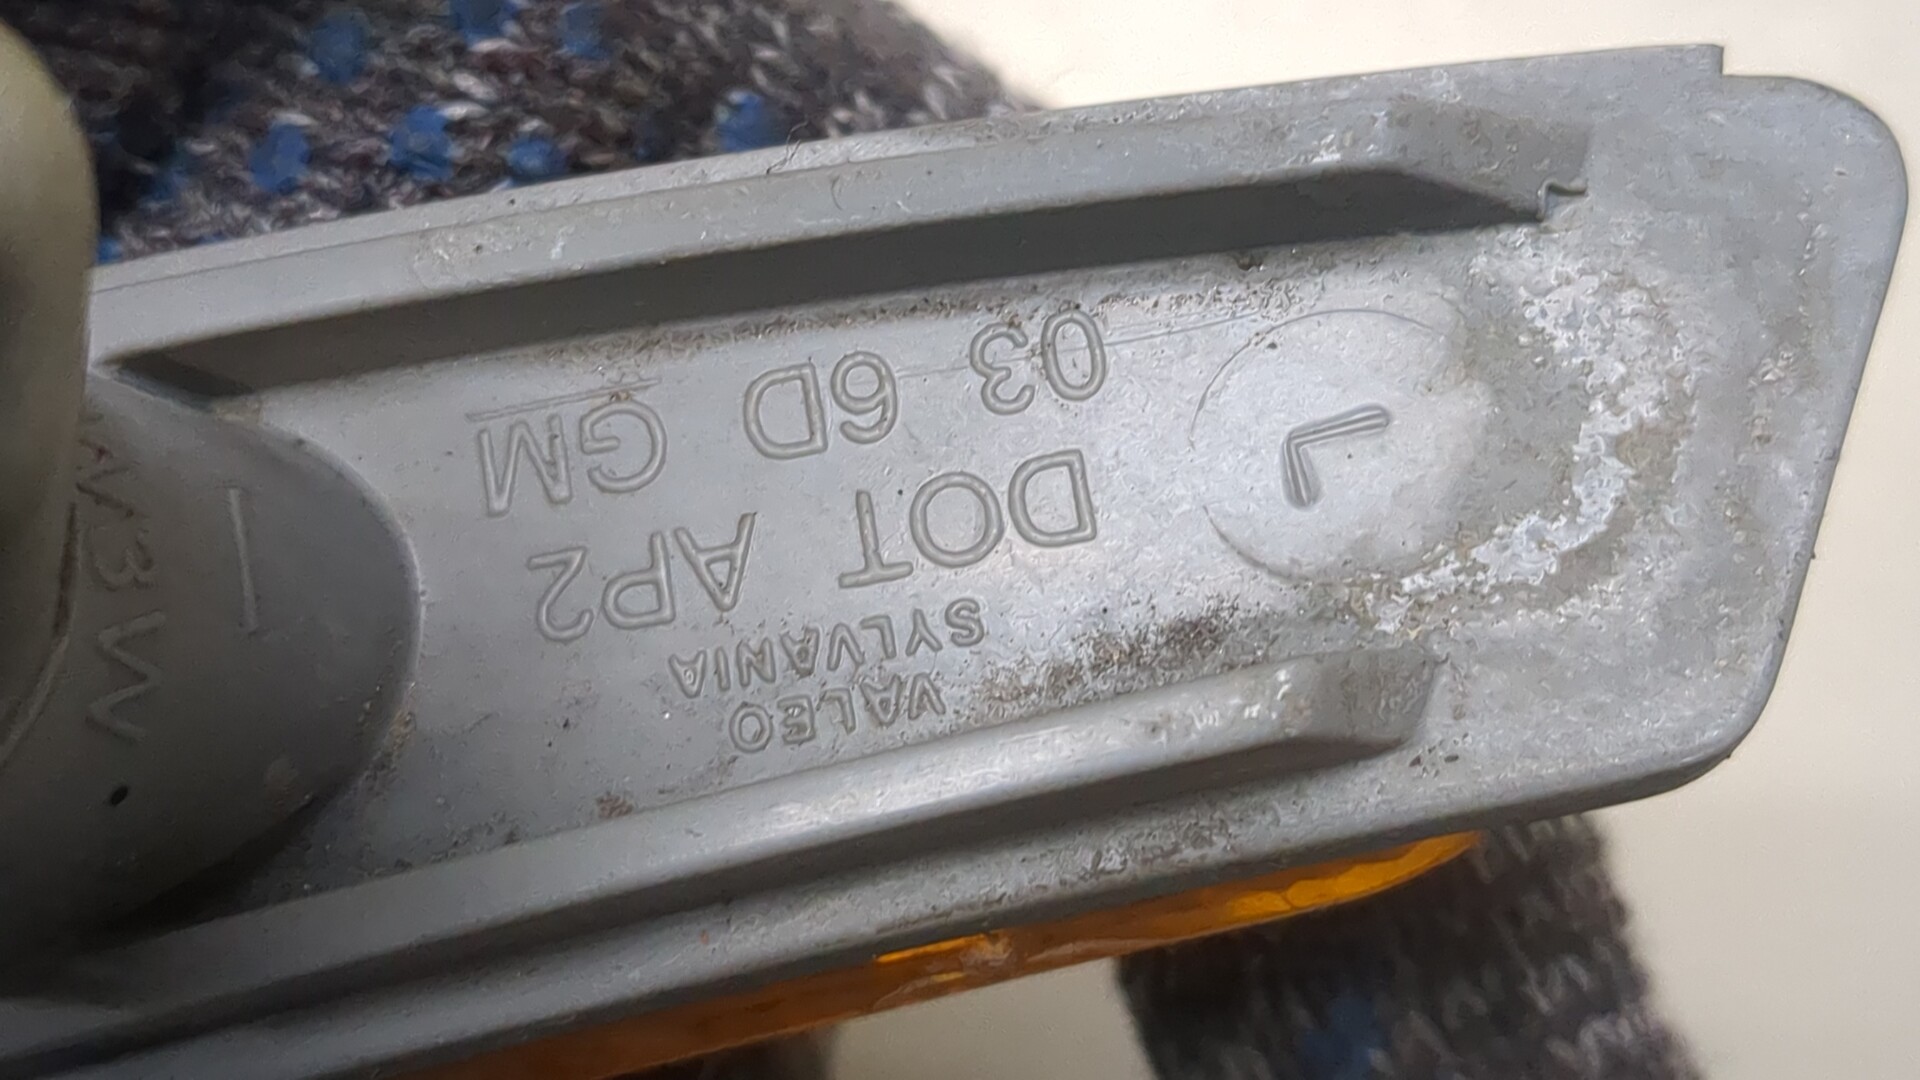 VALEO
SYLVANIA
DOT AP2
03 6D GM
L
W3W